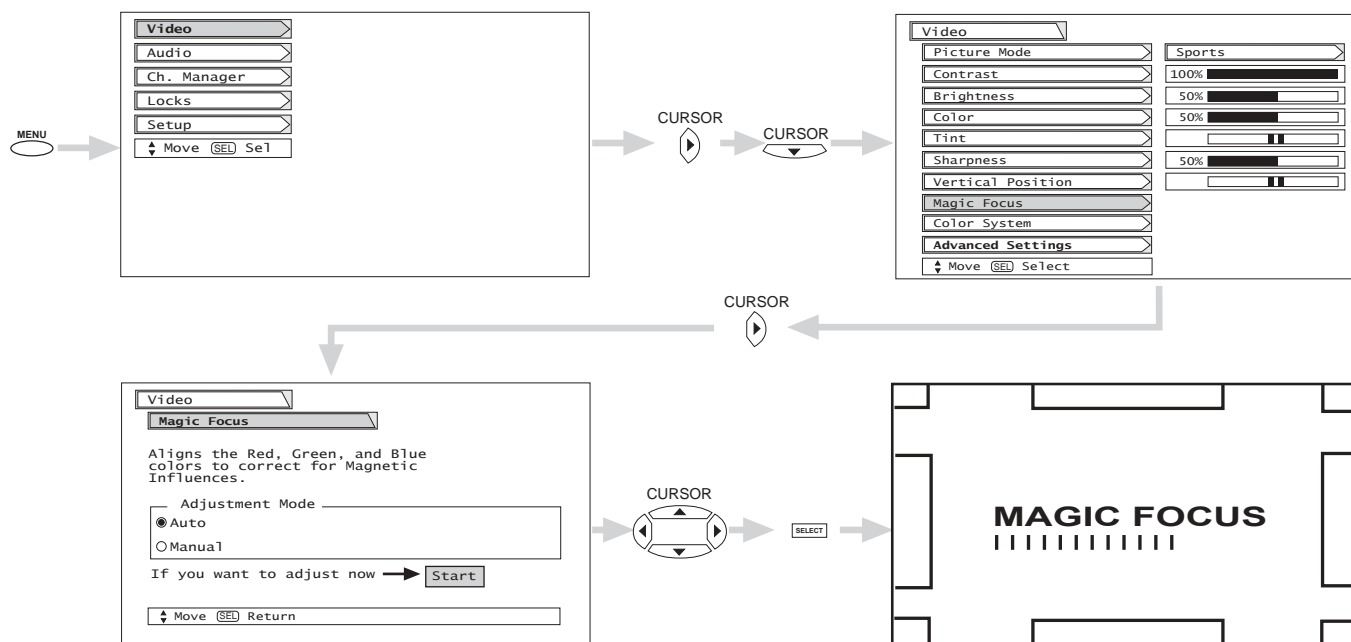 MENU
Video
Audio
Ch. Manager
Locks
Setup
Move SEL Sel
CURSOR
CURSOR
Video
Picture Mode Sports
Contrast 100%
Brightness 50%
Color 50%
Tint
Sharpness 50%
Vertical Position
Magic Focus
Color System
Advanced Settings
Move SEL Select
CURSOR
Video
Magic Focus
Aligns the Red, Green, and Blue
colors to correct for Magnetic
Influences.
Adjustment Mode
Auto
Manual
If you want to adjust now Start
Move SEL Return
CURSOR
SELECT
MAGIC FOCUS